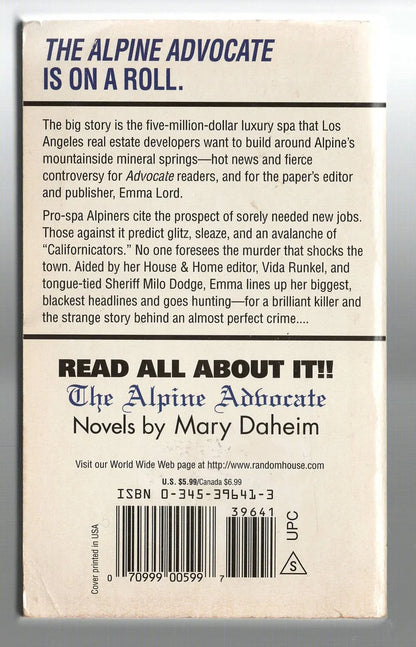 THE ALPINE ADVOCATE
IS ON A ROLL.
The big story is the five-million-dollar luxury spa that Los
Angeles real estate developers want to build around Alpine's
mountainside mineral springs—hot news and fierce
controversy for Advocate readers, and for the paper's editor
and publisher, Emma Lord.
Pro-spa Alpiners cite the prospect of sorely needed new jobs.
Those against it predict glitz, sleaze, and an avalanche of
"Californicators." No one foresees the murder that shocks the
town. Aided by her House & Home editor, Vida Runkel, and
tongue-tied Sheriff Milo Dodge, Emma lines up her biggest,
blackest headlines and goes hunting—for a brilliant killer and
the strange story behind an almost perfect crime....
READ ALL ABOUT IT!!
The Alpine Advocate
Novels by Mary Daheim
Visit our World Wide Web page at http://www.randomhouse.com
U.S. $5.99/Canada $6.99
ISBN 0-345-39641-3
39641
0 70999 00599 7
UPC
S
Cover printed in USA